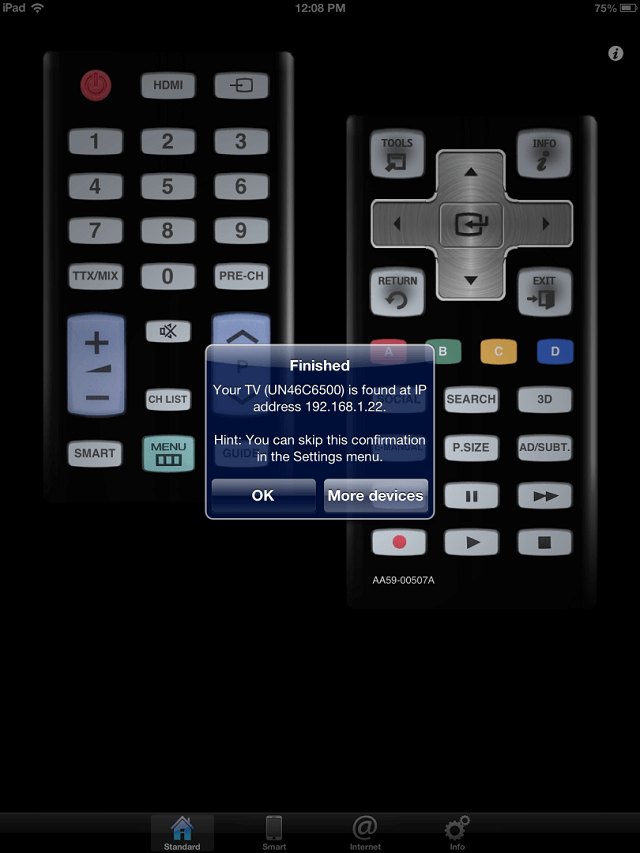 iPad
12:08 PM
75%
HDMI
1 2 3
4 5 6
7 8 9
TTX/MIX 0 PRE-CH
P
CH LIST
SMART
MENU
GUIDE
TOOLS
INFO
RETURN
EXIT
A B C D
SOCIAL SEARCH 3D
E-MANUAL P.SIZE AD/SUBT.
AA59-00507A
Finished
Your TV (UN46C6500) is found at IP
address 192.168.1.22.
Hint: You can skip this confirmation
in the Settings menu.
OK
More devices
Standard
Smart
Internet
Info